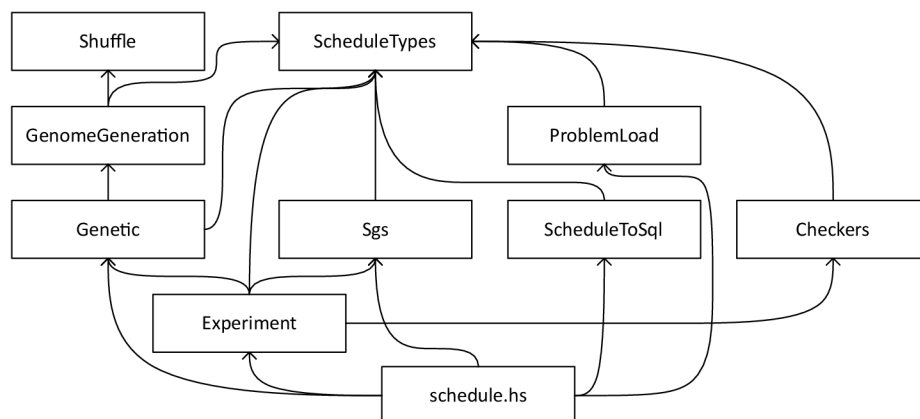 Shuffle
ScheduleTypes
GenomeGeneration
ProblemLoad
Genetic
Sgs
ScheduleToSql
Checkers
Experiment
schedule.hs